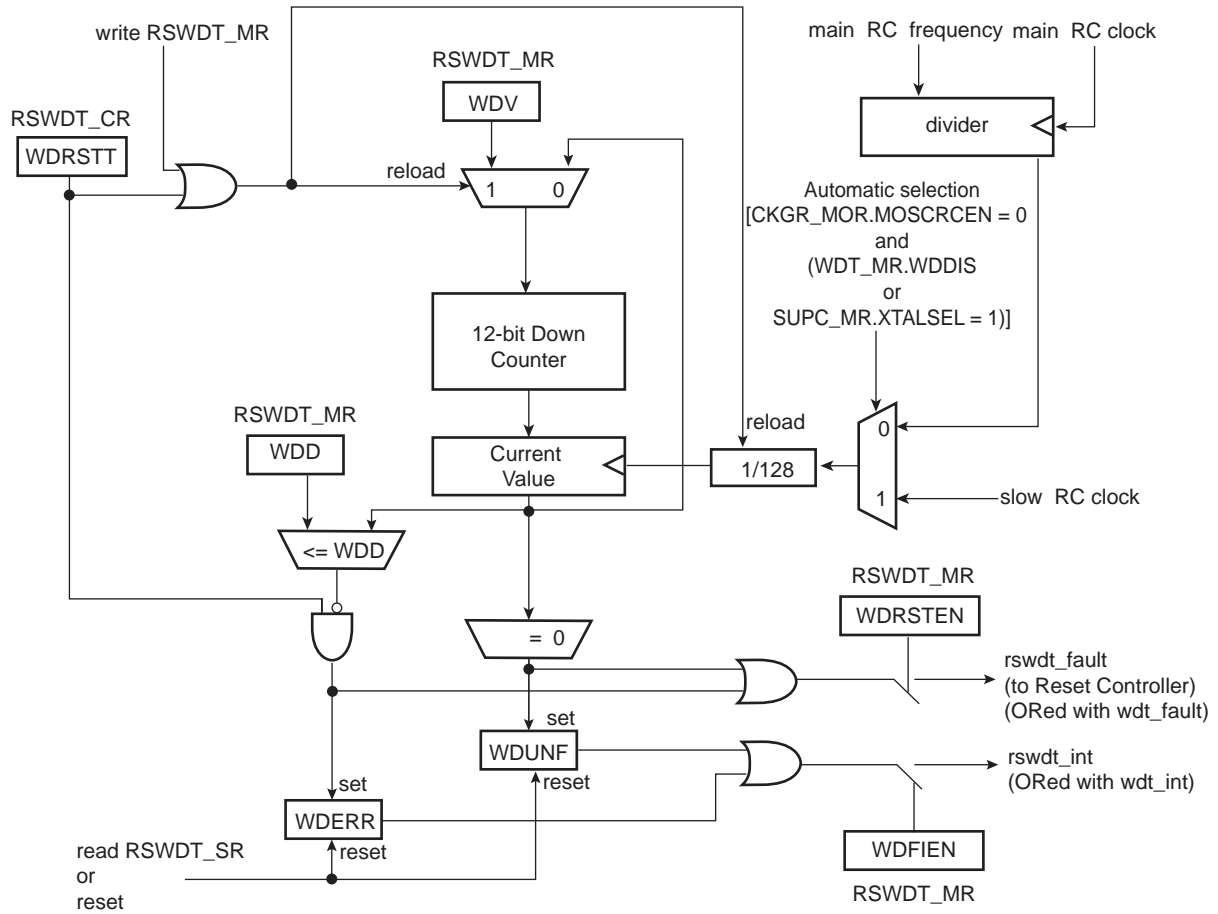 write RSWDT_MR
main RC frequency
main RC clock
RSWDT_MR
WDV
divider
RSWDT_CR
WDRSTT
reload
1 0
Automatic selection
[CKGR_MOR.MOSCRCEN = 0
and
(WDT_MR.WDDIS
or
SUPC_MR.XTALSEL = 1)]
12-bit Down
Counter
RSWDT_MR
WDD
reload
0
Current
Value
1/128
1
slow RC clock
<= WDD
RSWDT_MR
WDRSTEN
= 0
rswdt_fault
(to Reset Controller)
(ORed with wdt_fault)
set
WDUNF
reset
rswdt_int
(ORed with wdt_int)
set
WDERR
reset
read RSWDT_SR
or
reset
WDFIEN
RSWDT_MR